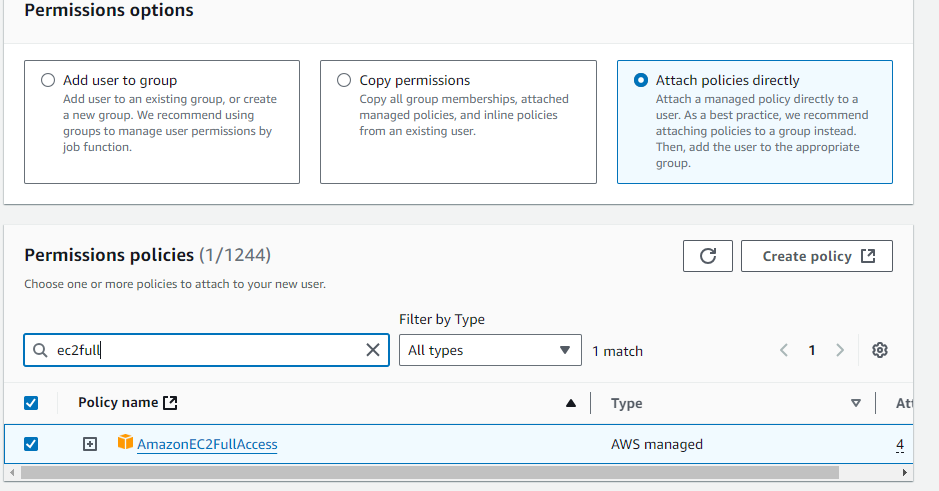 Permissions options
Add user to group
Add user to an existing group, or create
a new group. We recommend using
groups to manage user permissions by
job function.
Copy permissions
Copy all group memberships, attached
managed policies, and inline policies
from an existing user.
Attach policies directly
Attach a managed policy directly to a
user. As a best practice, we recommend
attaching policies to a group instead.
Then, add the user to the appropriate
group.
Permissions policies (1/1244)
Create policy
Choose one or more policies to attach to your new user.
Filter by Type
ec2full
All types
1 match
1
Policy name
Type
Att
AmazonEC2FullAccess
AWS managed
4